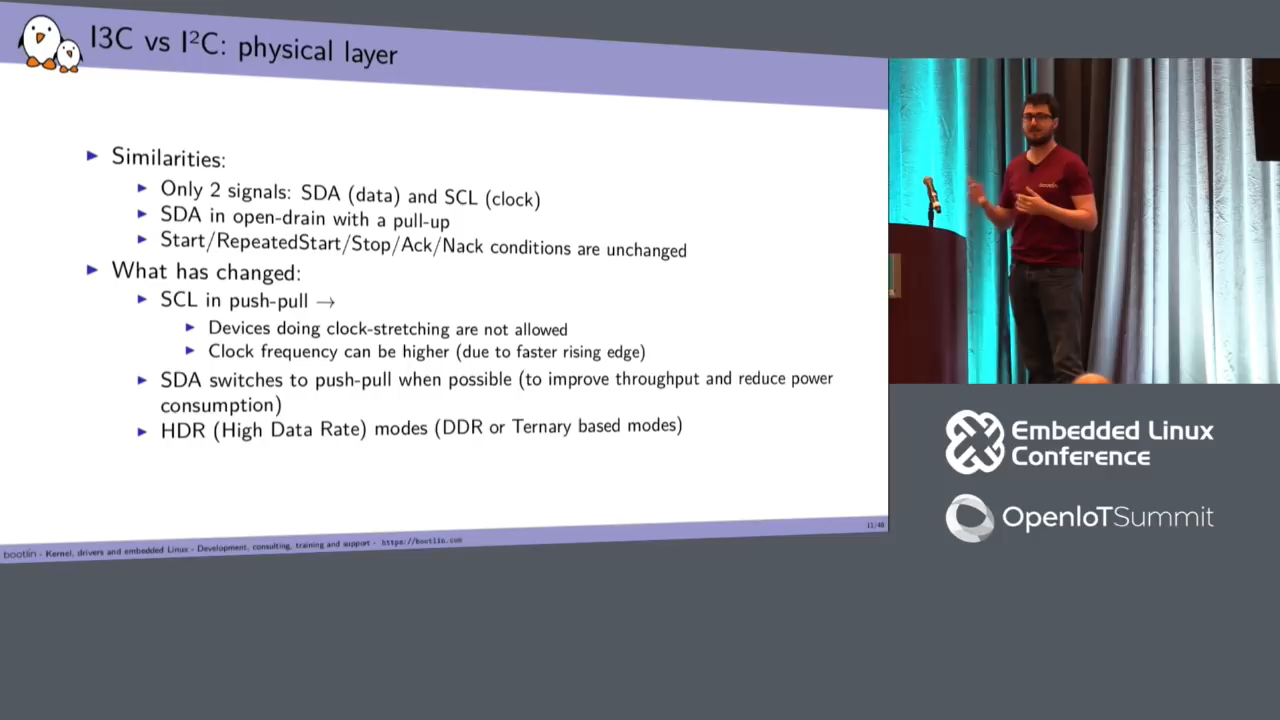 I3C vs I²C: physical layer
Similarities:
Only 2 signals: SDA (data) and SCL (clock)
SDA in open-drain with a pull-up
Start/RepeatedStart/Stop/Ack/Nack conditions are unchanged
What has changed:
SCL in push-pull →
Devices doing clock-stretching are not allowed
Clock frequency can be higher (due to faster rising edge)
SDA switches to push-pull when possible (to improve throughput and reduce power
consumption)
HDR (High Data Rate) modes (DDR or Ternary based modes)
bootlin - Kernel, drivers and embedded Linux - Development, consulting, training and support - https://bootlin.com
11/40
bootlin
Embedded Linux
Conference
OpenIoTSummit